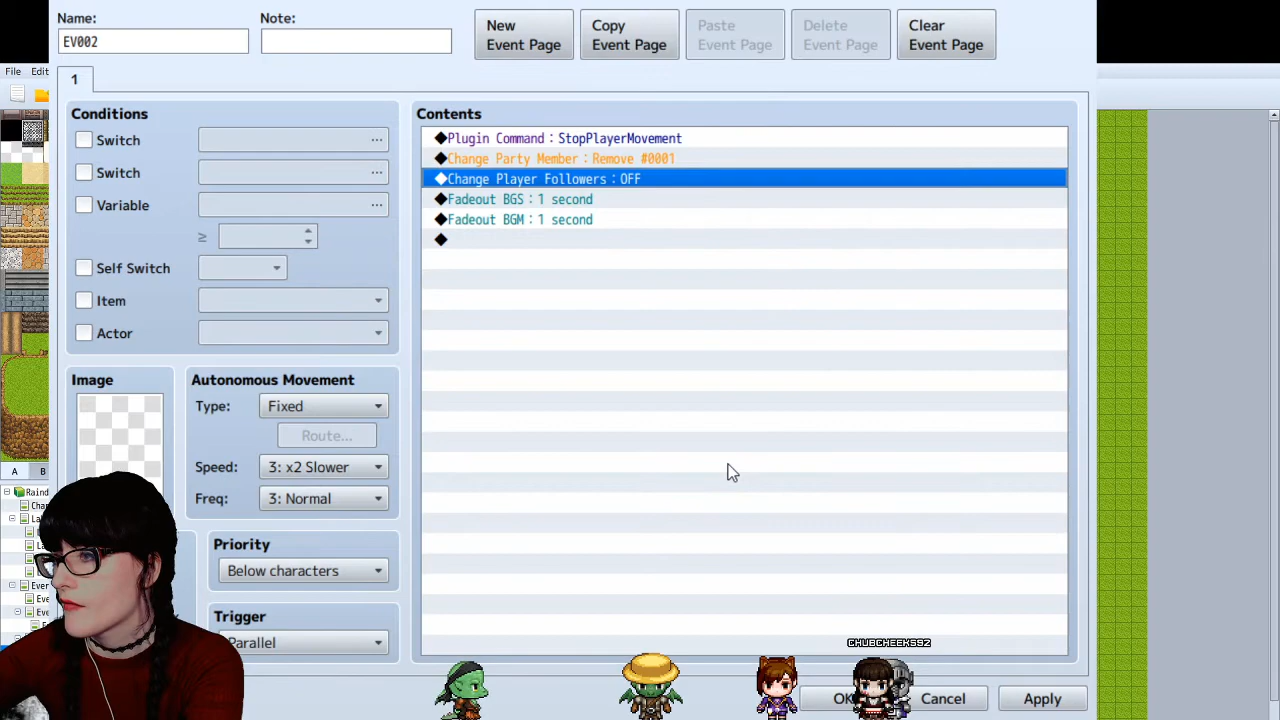 Name:
Note:
EV002
New
Event Page
Copy
Event Page
Paste
Event Page
Delete
Event Page
Clear
Event Page
File
Edit
1
Conditions
Switch
...
Switch
...
Variable
...
≥
Self Switch
Item
Actor
Contents
◆Plugin Command：StopPlayerMovement
◆Change Party Member：Remove #0001
◆Change Player Followers：OFF
◆Fadeout BGS：1 second
◆Fadeout BGM：1 second
◆
Image
Autonomous Movement
Type:
Fixed
Route...
Speed:
3: x2 Slower
Freq:
3: Normal
Priority
Below characters
Trigger
Parallel
A
B
CHUBCHEEKS92
OK
Cancel
Apply